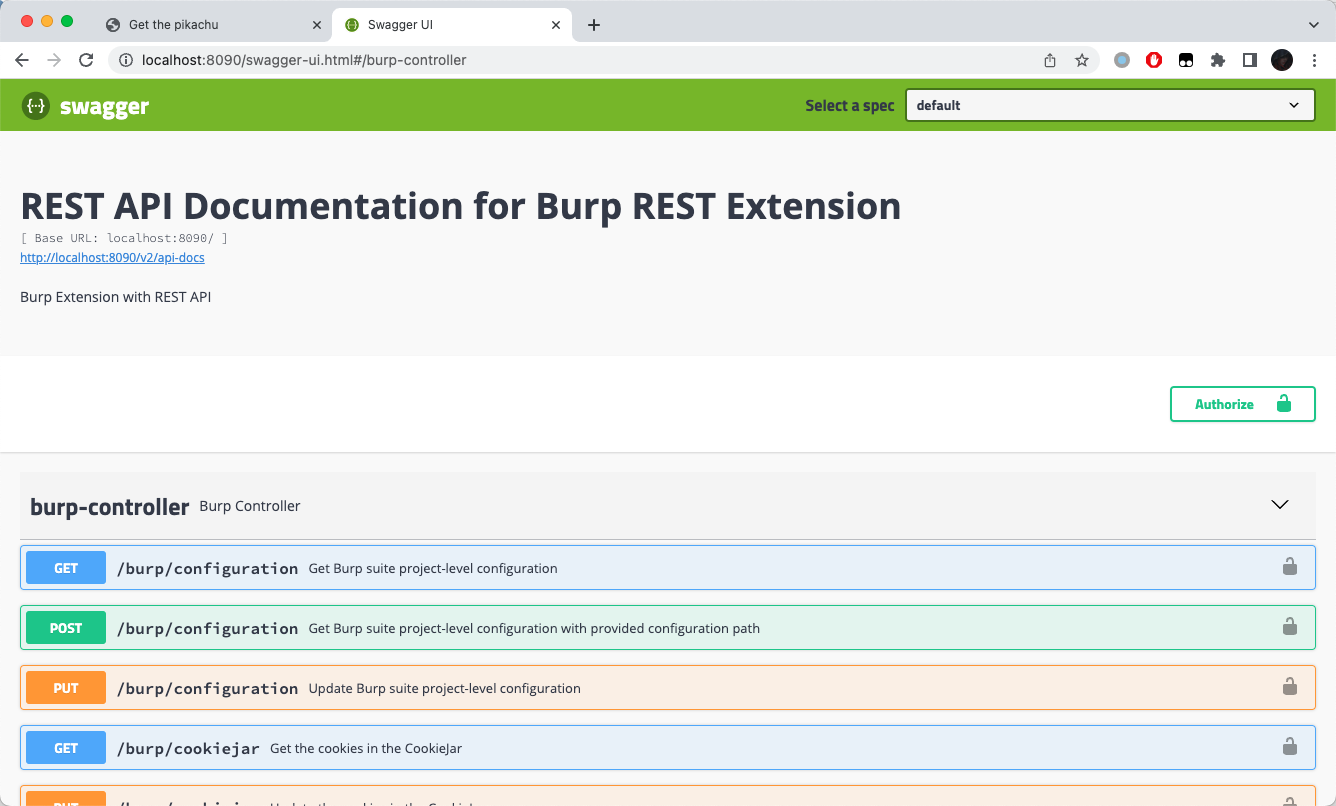 Get the pikachu
Swagger UI
localhost:8090/swagger-ui.html#/burp-controller
{··} swagger
Select a spec
default
REST API Documentation for Burp REST Extension
[ Base URL: localhost:8090/ ]
http://localhost:8090/v2/api-docs
Burp Extension with REST API
Authorize
burp-controller Burp Controller
GET /burp/configuration Get Burp suite project-level configuration
POST /burp/configuration Get Burp suite project-level configuration with provided configuration path
PUT /burp/configuration Update Burp suite project-level configuration
GET /burp/cookiejar Get the cookies in the CookieJar